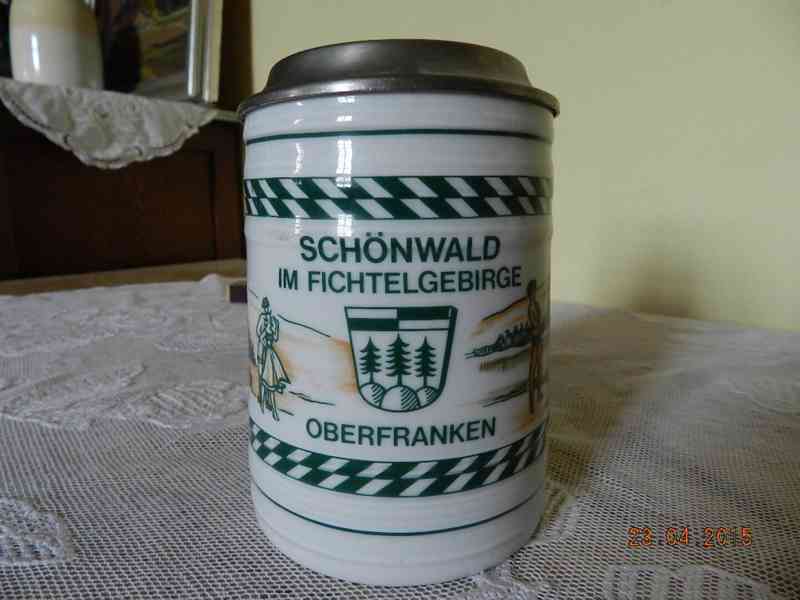 SCHÖNWALD
IM FICHTELGEBIRGE
OBERFRANKEN
23.04.2015